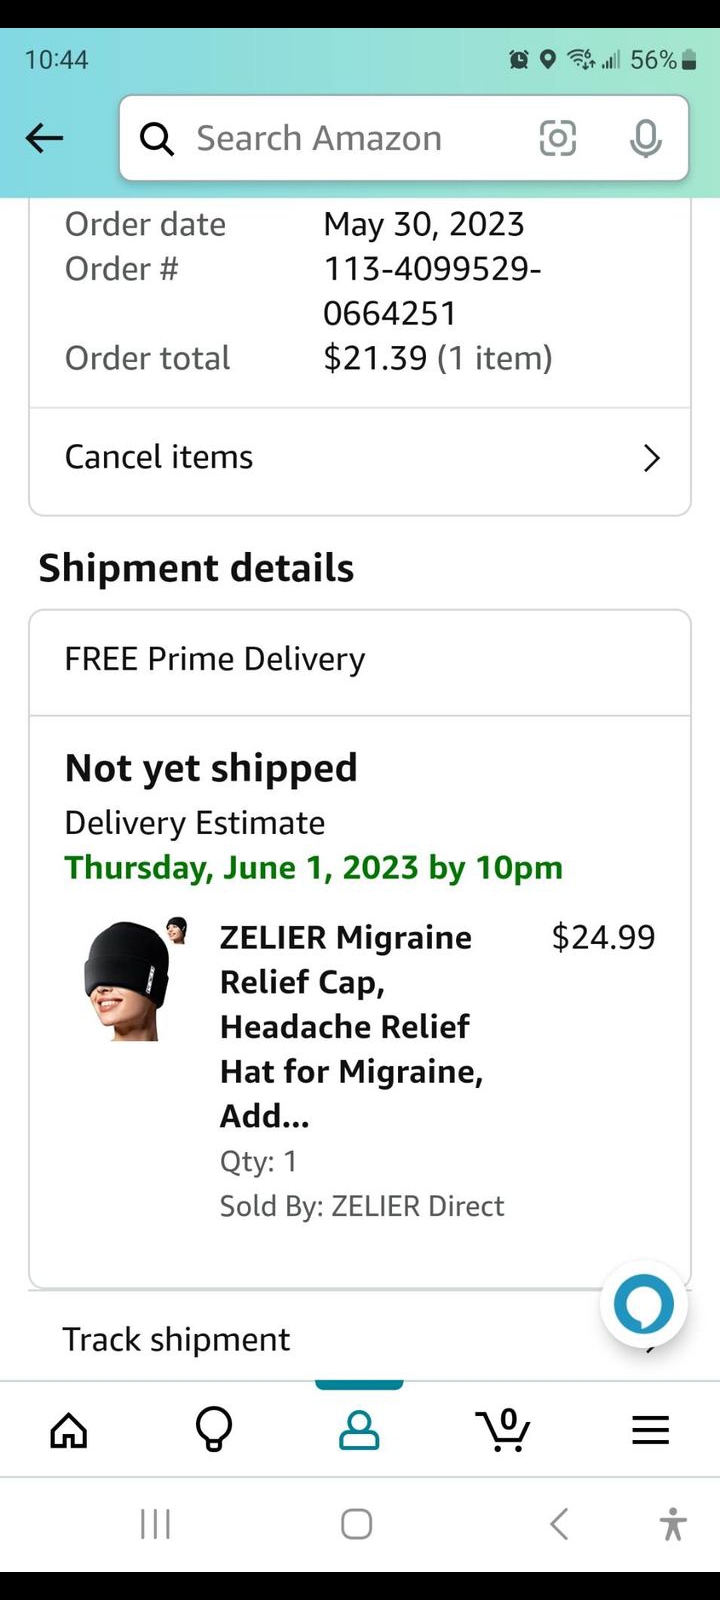 10:44
56%
Search Amazon
Order date May 30, 2023
Order # 113-4099529-
0664251
Order total $21.39 (1 item)
Cancel items
Shipment details
FREE Prime Delivery
Not yet shipped
Delivery Estimate
Thursday, June 1, 2023 by 10pm
ZELIER Migraine $24.99
Relief Cap,
Headache Relief
Hat for Migraine,
Add...
Qty: 1
Sold By: ZELIER Direct
Track shipment
0